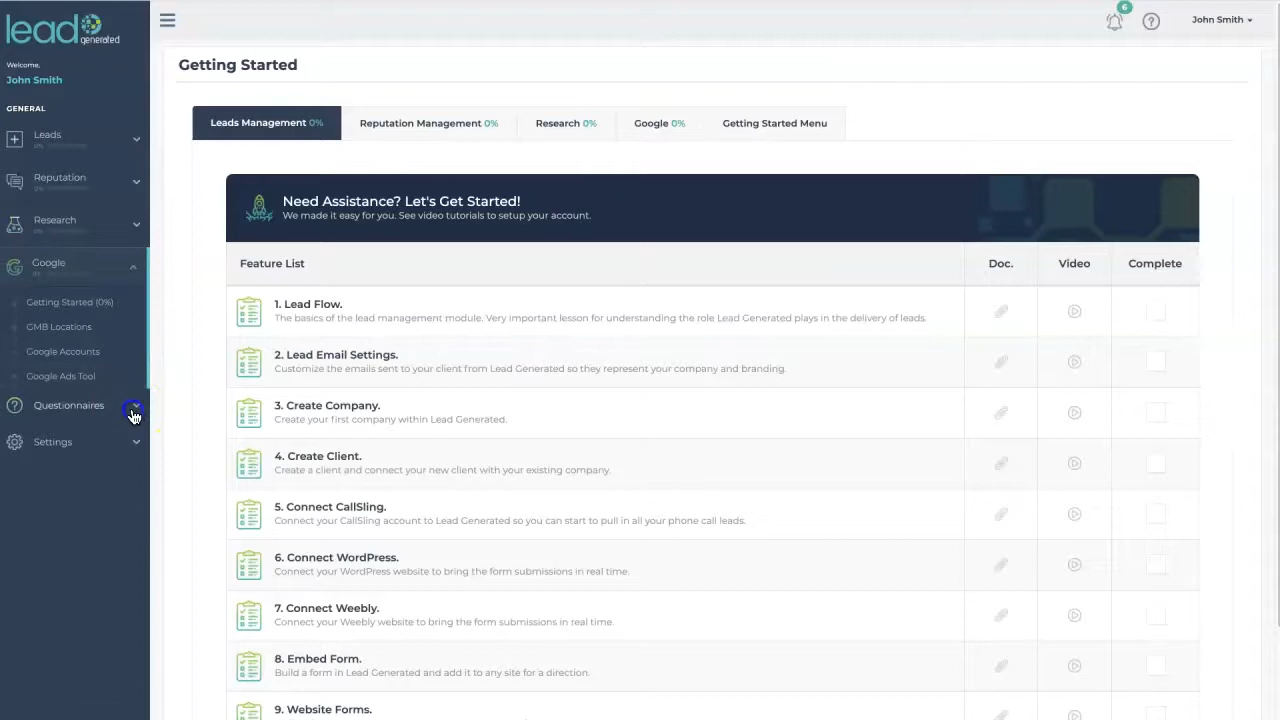 lead
generated
6
John Smith
Welcome,
John Smith
GENERAL
Leads
Reputation
Research
Google
Getting Started (0%)
GMB Locations
Google Accounts
Google Ads Tool
Questionnaires
Settings
Getting Started
Leads Management 0%
Reputation Management 0%
Research 0%
Google 0%
Getting Started Menu
Need Assistance? Let's Get Started!
We made it easy for you. See video tutorials to setup your account.
Feature List
Doc.
Video
Complete
1. Lead Flow.
The basics of the lead management module. Very important lesson for understanding the role Lead Generated plays in the delivery of leads.
2. Lead Email Settings.
Customize the emails sent to your client from Lead Generated so they represent your company and branding.
3. Create Company.
Create your first company within Lead Generated.
4. Create Client.
Create a client and connect your new client with your existing company.
5. Connect CallSling.
Connect your CallSling account to Lead Generated so you can start to pull in all your phone call leads.
6. Connect WordPress.
Connect your WordPress website to bring the form submissions in real time.
7. Connect Weebly.
Connect your Weebly website to bring the form submissions in real time.
8. Embed Form.
Build a form in Lead Generated and add it to any site for a direction.
9. Website Forms.